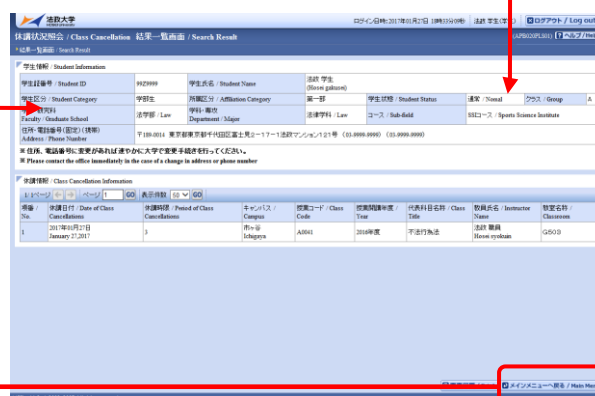 法政大学
ログイン日時:2017年01月27日 10時33分09秒 法政 学生(学生) ログアウト / Log out
休講状況照会 / Class Cancellation 結果一覧画面 / Search Result ヘルプ/Help
結果一覧画面 / Search Result
学生情報 / Student Information
学生証番号 / Student ID 99Z9999 学生氏名 / Student Name 法政 学生
(Hosei gakusei)
学生区分 / Student Category 学部生 所属区分 / Affiliation Category 第一部 学生状態 / Student Status 通常 / Nomal クラス / Group A
Faculty / Graduate School 法学部 / Law 学科・専攻
Department / Major 法律学科 / Law コース / Sub-field SSIコース / Sports Science Institute
住所・電話番号(固定)(携帯)
Address / Phone Number 〒189-0014 東京都東京都千代田区富士見2-17-1法政マンション121号 (03-9999-9999) (03-9999-9999)
※ 住所、電話番号に変更があれば速やかに大学で変更手続きを行ってください。
※ Please contact the office immediately in the case of a change in address or phone number
休講情報 / Class Cancellation Information
1/1ページ ページ 1 GO 表示件数 50 GO
項番 /
No. 休講日付 / Date of Class
Cancellations 休講時限 / Period of Class
Cancellations キャンパス /
Campus 授業コード / Class
Code 授業開講年度 /
Year 代表科目名称 / Class
Title 教員氏名 / Instructor
Name 教室名称 /
Classroom
1 2017年01月27日
January 27,2017 3 市ヶ谷
Ichigaya A0041 2016年度 不法行為法 法政 職員
Hosei syokuin G503
メインメニューへ戻る / Main Menu